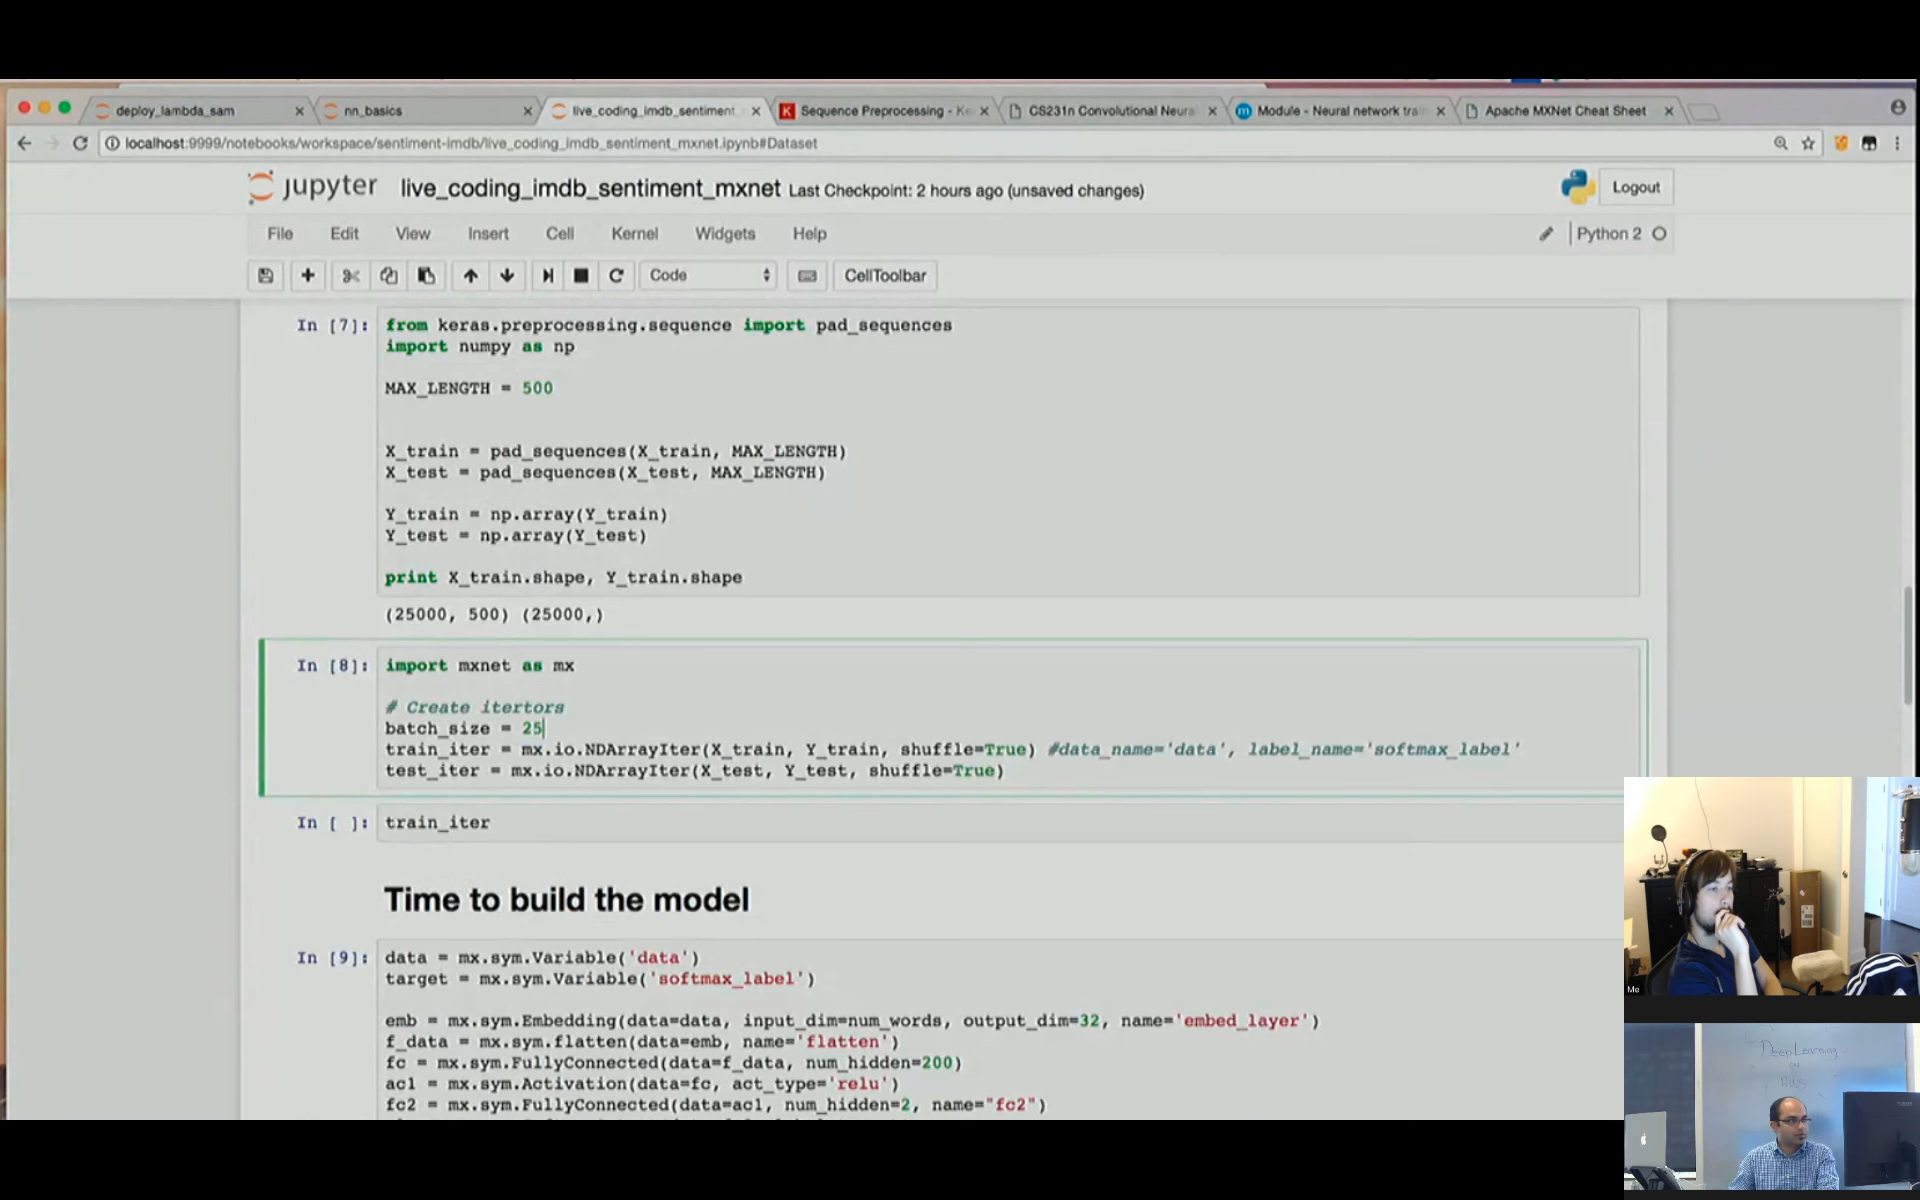 deploy_lambda_sam
nn_basics
live_coding_imdb_sentiment
Sequence Preprocessing - Ke
CS231n Convolutional Neura
Module - Neural network trai
Apache MXNet Cheat Sheet
localhost:9999/notebooks/workspace/sentiment-imdb/live_coding_imdb_sentiment_mxnet.ipynb#Dataset
jupyter live_coding_imdb_sentiment_mxnet Last Checkpoint: 2 hours ago (unsaved changes)
Logout
File Edit View Insert Cell Kernel Widgets Help
Python 2
Code
CellToolbar
In [7]: from keras.preprocessing.sequence import pad_sequences
import numpy as np
MAX_LENGTH = 500
X_train = pad_sequences(X_train, MAX_LENGTH)
X_test = pad_sequences(X_test, MAX_LENGTH)
Y_train = np.array(Y_train)
Y_test = np.array(Y_test)
print X_train.shape, Y_train.shape
(25000, 500) (25000,)
In [8]: import mxnet as mx
# Create itertors
batch_size = 25
train_iter = mx.io.NDArrayIter(X_train, Y_train, shuffle=True) #data_name='data', label_name='softmax_label'
test_iter = mx.io.NDArrayIter(X_test, Y_test, shuffle=True)
In [ ]: train_iter
Time to build the model
In [9]: data = mx.sym.Variable('data')
target = mx.sym.Variable('softmax_label')
emb = mx.sym.Embedding(data=data, input_dim=num_words, output_dim=32, name='embed_layer')
f_data = mx.sym.flatten(data=emb, name='flatten')
fc = mx.sym.FullyConnected(data=f_data, num_hidden=200)
ac1 = mx.sym.Activation(data=fc, act_type='relu')
fc2 = mx.sym.FullyConnected(data=ac1, num_hidden=2, name="fc2")
Me
Deep Learning
on
AWS